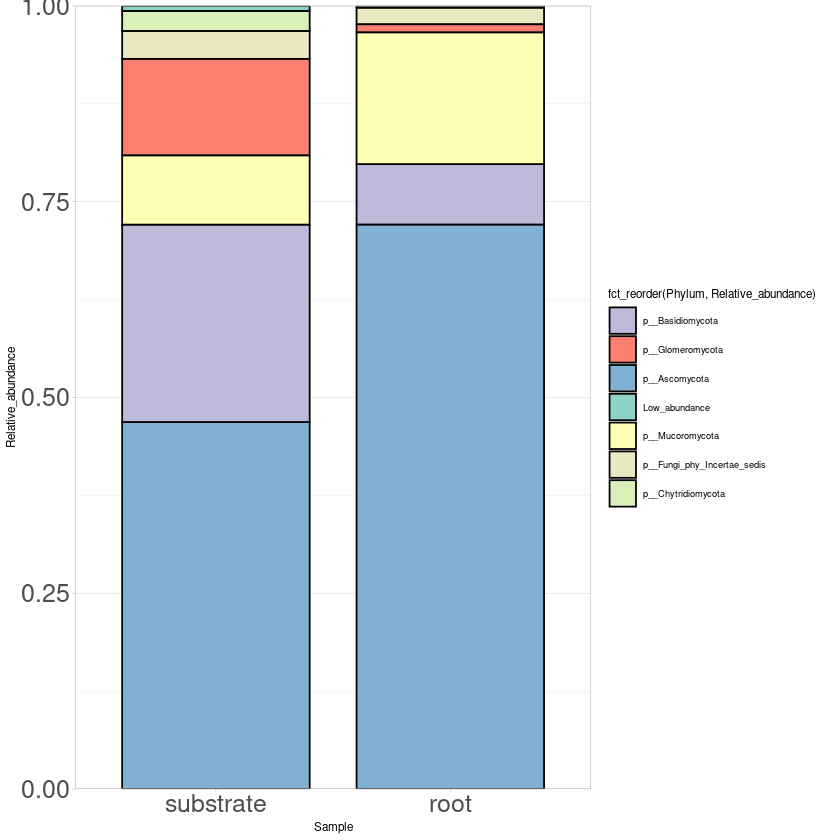 1.00
0.75
0.50
0.25
0.00
Relative_abundance
substrate root
Sample
fct_reorder(Phylum, Relative_abundance)
p__Basidiomycota
p__Glomeromycota
p__Ascomycota
Low_abundance
p__Mucoromycota
p__Fungi_phy_Incertae_sedis
p__Chytridiomycota